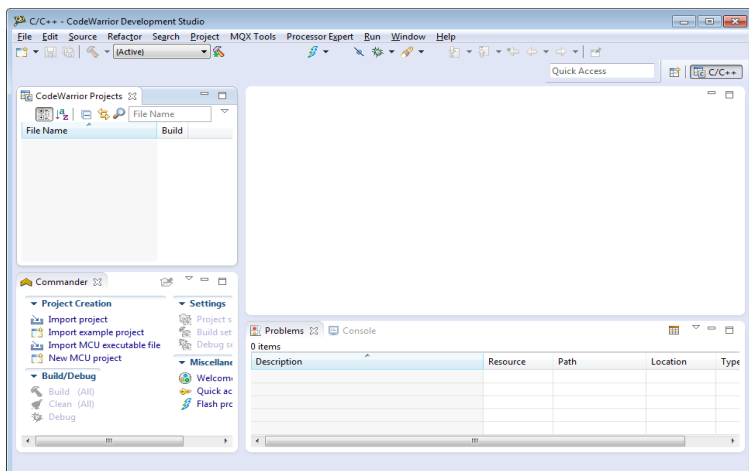 C/C++ - CodeWarrior Development Studio
File Edit Source Refactor Search Project MQX Tools Processor Expert Run Window Help
(Active)
Quick Access
C/C++
CodeWarrior Projects
File Name
File Name Build
Commander
Project Creation
Import project
Import example project
Import MCU executable file
New MCU project
Build/Debug
Build (All)
Clean (All)
Debug
Settings
Project s
Build set
Debug se
Miscellane
Welcom
Quick ac
Flash pro
Problems Console
0 items
Description Resource Path Location Type